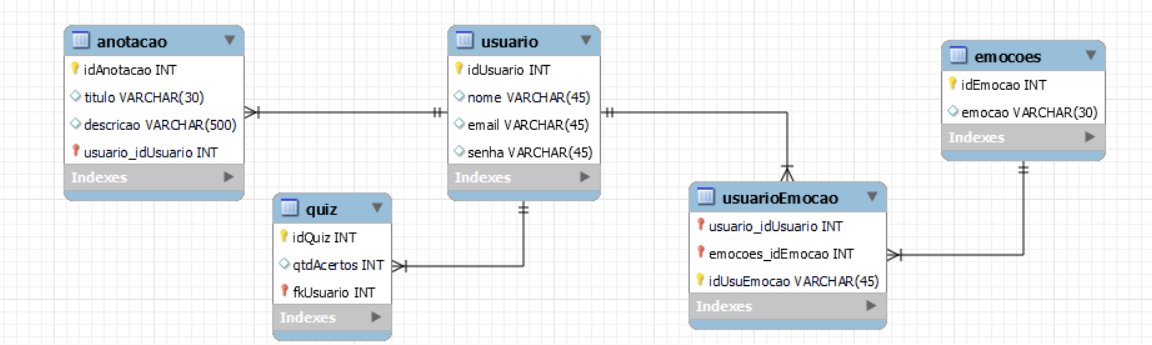 anotacao
idAnotacao INT
titulo VARCHAR(30)
descricao VARCHAR(500)
usuario_idUsuario INT
Indexes
usuario
idUsuario INT
nome VARCHAR(45)
email VARCHAR(45)
senha VARCHAR(45)
Indexes
emocoes
idEmocao INT
emocao VARCHAR(30)
Indexes
quiz
idQuiz INT
qtdAcertos INT
fkUsuario INT
Indexes
usuarioEmocao
usuario_idUsuario INT
emocoes_idEmocao INT
idUsuEmocao VARCHAR(45)
Indexes